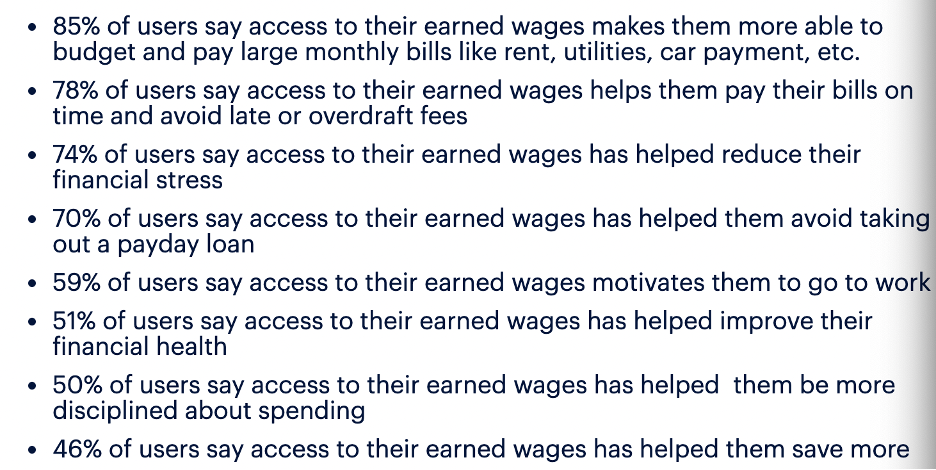 • 85% of users say access to their earned wages makes them more able to
budget and pay large monthly bills like rent, utilities, car payment, etc.
• 78% of users say access to their earned wages helps them pay their bills on
time and avoid late or overdraft fees
• 74% of users say access to their earned wages has helped reduce their
financial stress
• 70% of users say access to their earned wages has helped them avoid taking
out a payday loan
• 59% of users say access to their earned wages motivates them to go to work
• 51% of users say access to their earned wages has helped improve their
financial health
• 50% of users say access to their earned wages has helped  them be more
disciplined about spending
• 46% of users say access to their earned wages has helped them save more